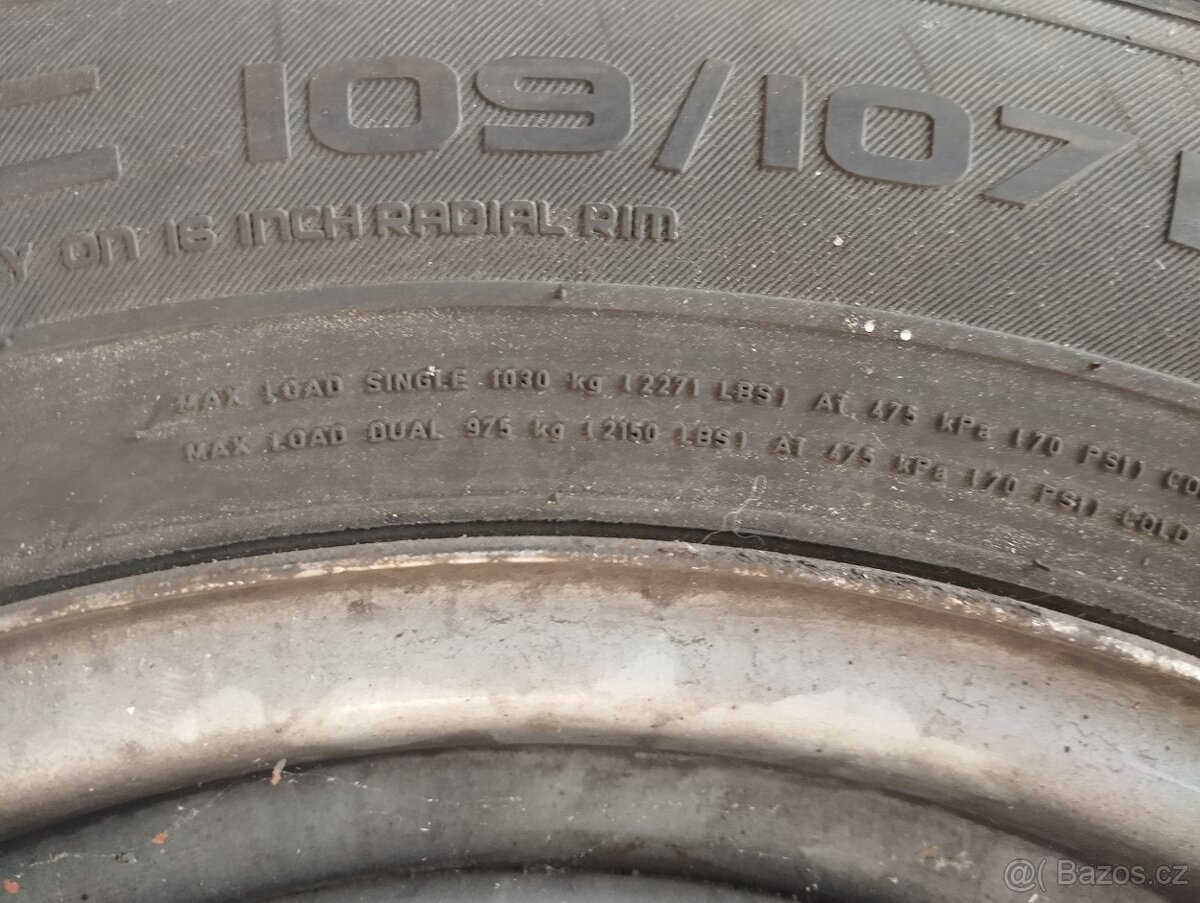 109/107
ON 16 INCH RADIAL RIM
MAX LOAD SINGLE 1030 kg (2271 LBS) AT 475 kPa (70 PSI)
MAX LOAD DUAL 975 kg (2150 LBS) AT 475 kPa (70 PSI) COLD
@( Bazos.cz